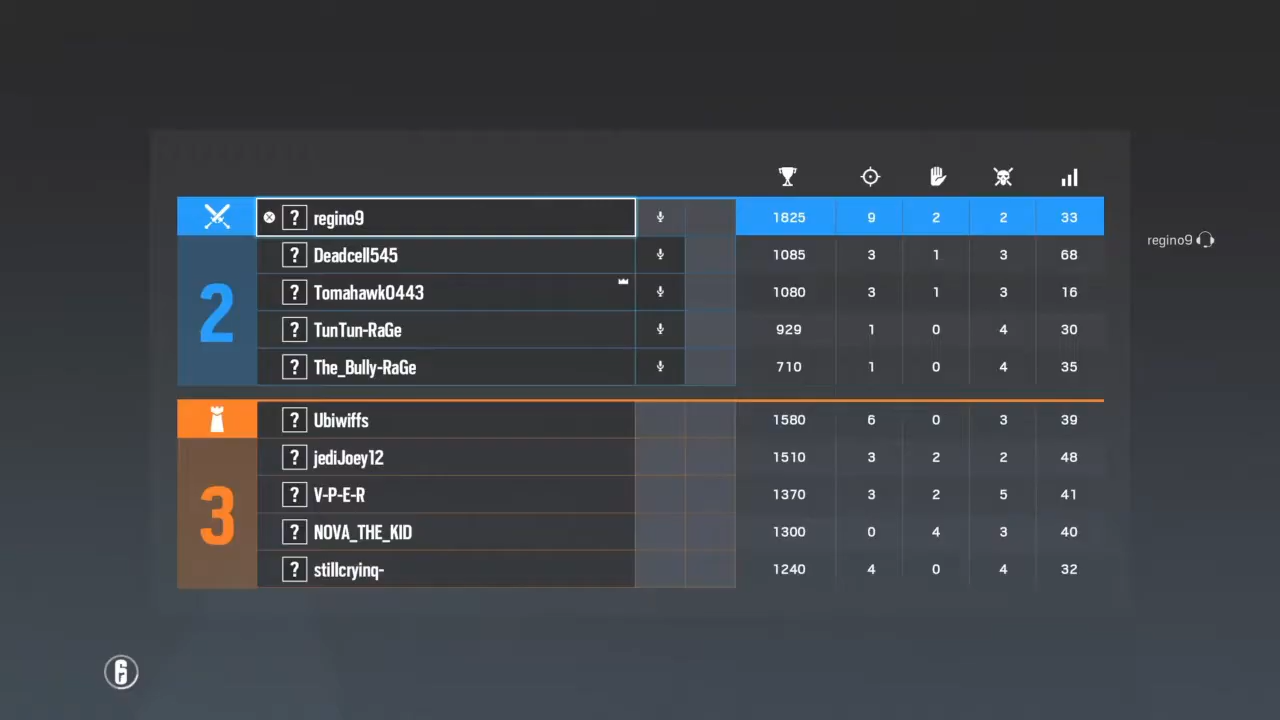 ? regino9 1825 9 2 2 33
regino9
2
? Deadcell545 1085 3 1 3 68
? Tomahawk0443 1080 3 1 3 16
? TunTun-RaGe 929 1 0 4 30
? The_Bully-RaGe 710 1 0 4 35
3
? Ubiwiffs 1580 6 0 3 39
? jediJoey12 1510 3 2 2 48
? V-P-E-R 1370 3 2 5 41
? NOVA_THE_KID 1300 0 4 3 40
? stillcrying- 1240 4 0 4 32
6